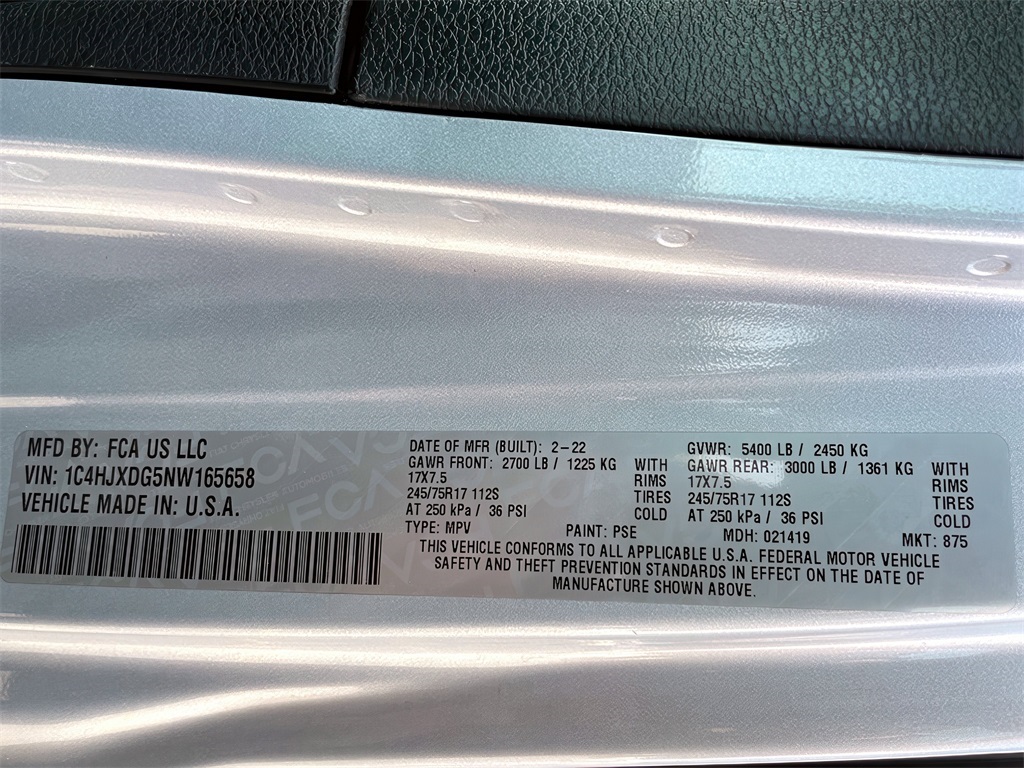 MFD BY: FCA US LLC
VIN: 1C4HJXDG5NW165658
VEHICLE MADE IN: U.S.A.
DATE OF MFR (BUILT): 2-22
GAWR FRONT: 2700 LB / 1225 KG WITH
17X7.5 RIMS
245/75R17 112S TIRES
AT 250 kPa / 36 PSI COLD
GVWR: 5400 LB / 2450 KG
GAWR REAR: 3000 LB / 1361 KG WITH
17X7.5 RIMS
245/75R17 112S TIRES
AT 250 kPa / 36 PSI COLD
TYPE: MPV PAINT: PSE MDH: 021419 MKT: 875
THIS VEHICLE CONFORMS TO ALL APPLICABLE U.S.A. FEDERAL MOTOR VEHICLE
SAFETY AND THEFT PREVENTION STANDARDS IN EFFECT ON THE DATE OF
MANUFACTURE SHOWN ABOVE.